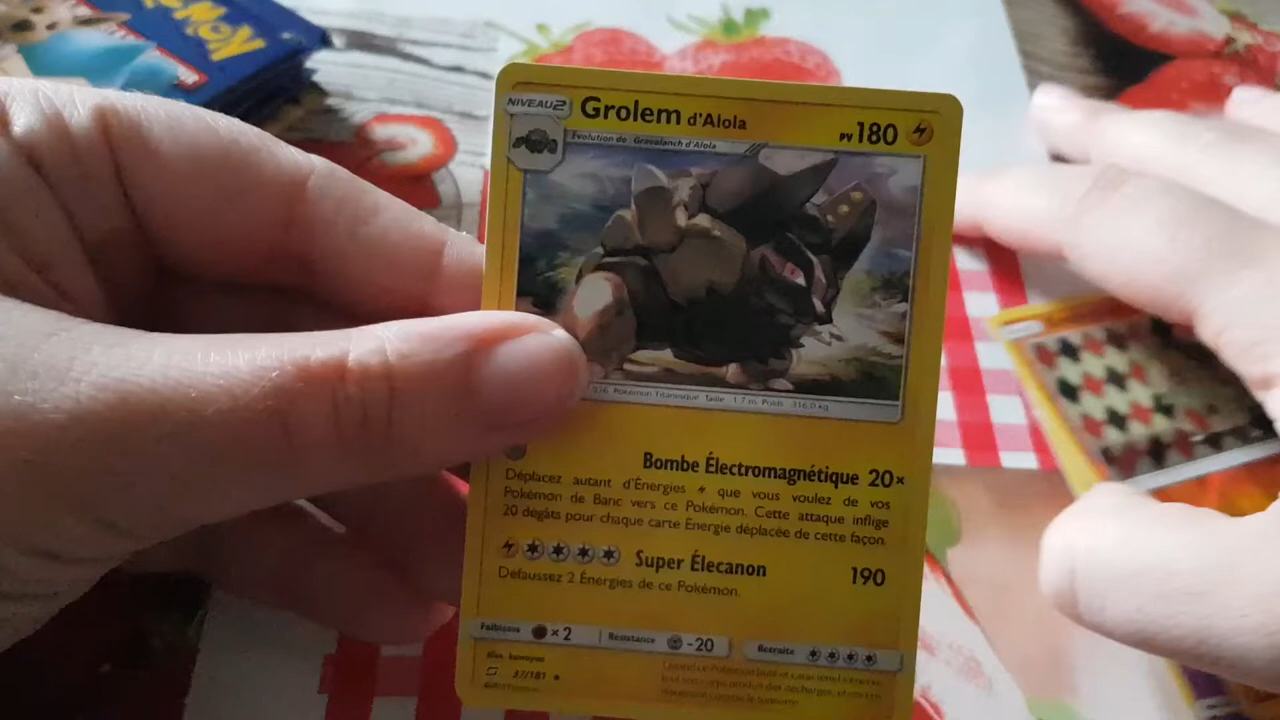 POKéMON
NIVEAU 2
Grolem d'Alola
PV 180
Évolution de Gravalanch d'Alola
Pokémon Titanesque Taille : 1.7 m Poids : 316.0 kg
Bombe Électromagnétique 20×
Déplacez autant d'Énergies que vous voulez de vos
Pokémon de Banc vers ce Pokémon. Cette attaque inflige
20 dégâts pour chaque carte Énergie déplacée de cette façon.
Super Élecanon 190
Défaussez 2 Énergies de ce Pokémon.
Faiblesse ×2 Résistance -20 Retraite
Illus. kawayoo
37/181